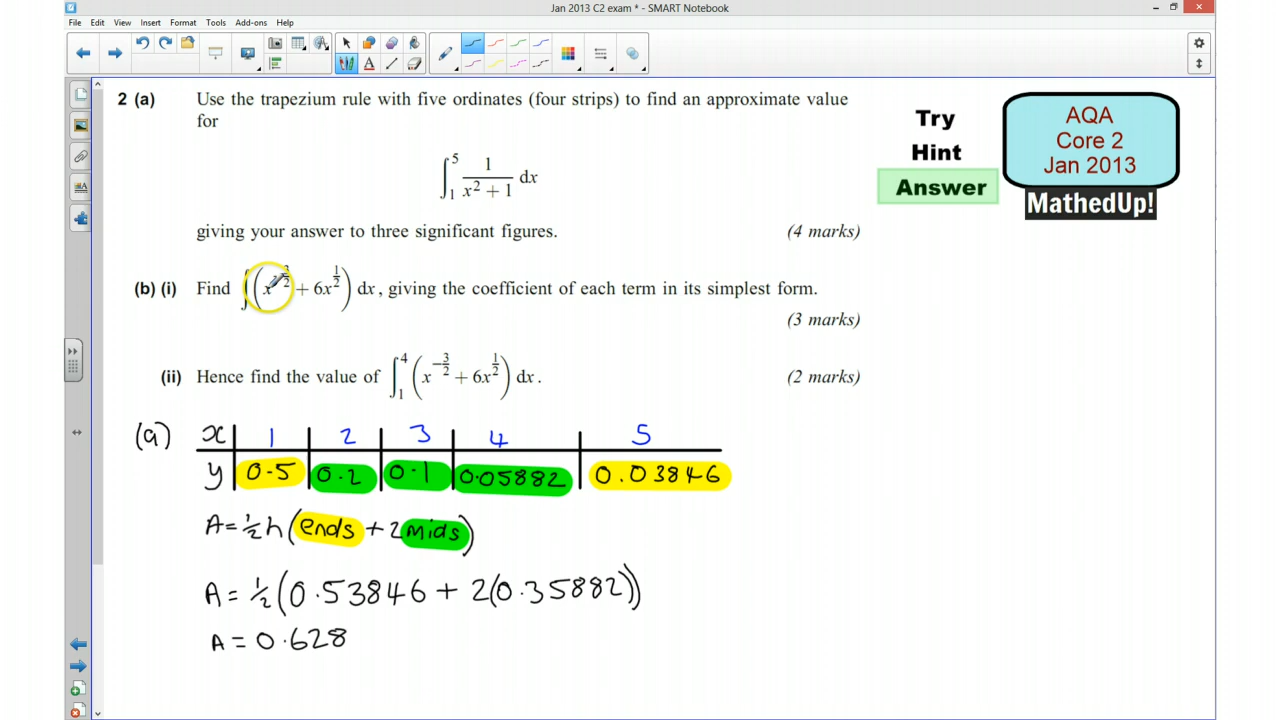 Jan 2013 C2 exam * - SMART Notebook
File Edit View Insert Format Tools Add-ons Help
2 (a) Use the trapezium rule with five ordinates (four strips) to find an approximate value
for
∫₁⁵ 1/(x² + 1) dx
giving your answer to three significant figures. (4 marks)
(b) (i) Find ∫(x^(-3/2) + 6x^(1/2)) dx, giving the coefficient of each term in its simplest form.
(3 marks)
(ii) Hence find the value of ∫₁⁴ (x^(-3/2) + 6x^(1/2)) dx. (2 marks)
Try
Hint
Answer
AQA
Core 2
Jan 2013
MathedUp!
(a) x 1 2 3 4 5
y 0.5 0.2 0.1 0.05882 0.03846
A = ½h(ends + 2mids)
A = ½(0.53846 + 2(0.35882))
A = 0.628